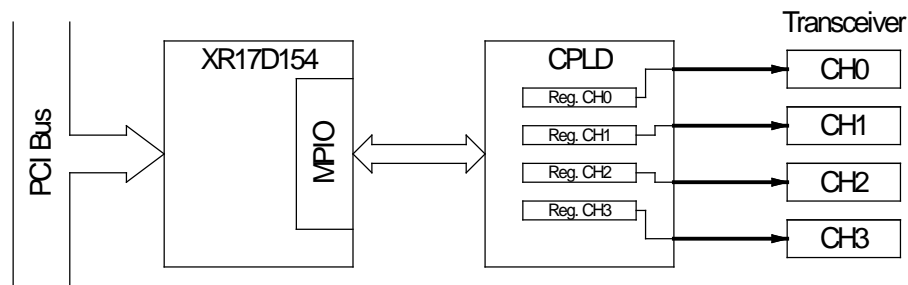 Transceiver
XR17D154
CPLD
CH0
Reg. CH0
CH1
Reg. CH1
PCI Bus
MPIO
Reg. CH2
CH2
Reg. CH3
CH3